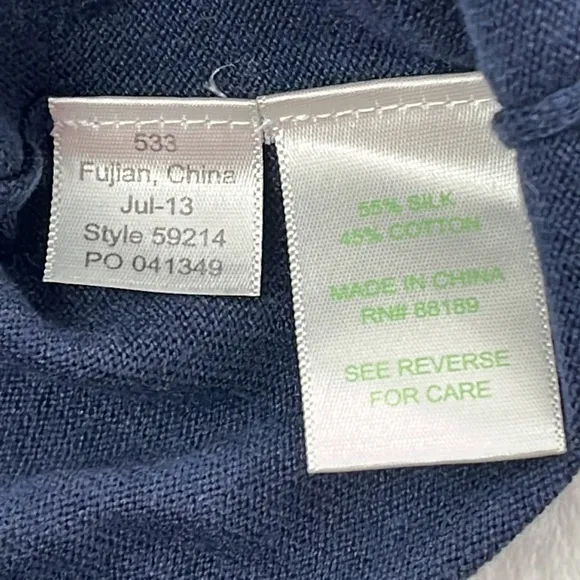 533
Fujian, China
Jul-13
Style 59214
PO 041349
55% SILK
45% COTTON
MADE IN CHINA
RN# 88189
SEE REVERSE
FOR CARE